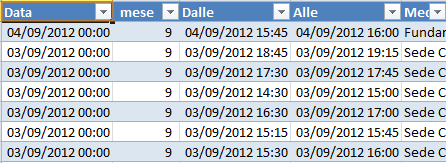 Data mese Dalle Alle Med
04/09/2012 00:00 9 04/09/2012 15:45 04/09/2012 16:00 Fundar
03/09/2012 00:00 9 03/09/2012 18:45 03/09/2012 19:15 Sede C
03/09/2012 00:00 9 03/09/2012 17:30 03/09/2012 17:45 Sede C
03/09/2012 00:00 9 03/09/2012 14:30 03/09/2012 15:00 Sede C
03/09/2012 00:00 9 03/09/2012 16:30 03/09/2012 17:00 Sede C
03/09/2012 00:00 9 03/09/2012 15:15 03/09/2012 15:45 Sede C
03/09/2012 00:00 9 03/09/2012 15:30 03/09/2012 16:00 Sede C